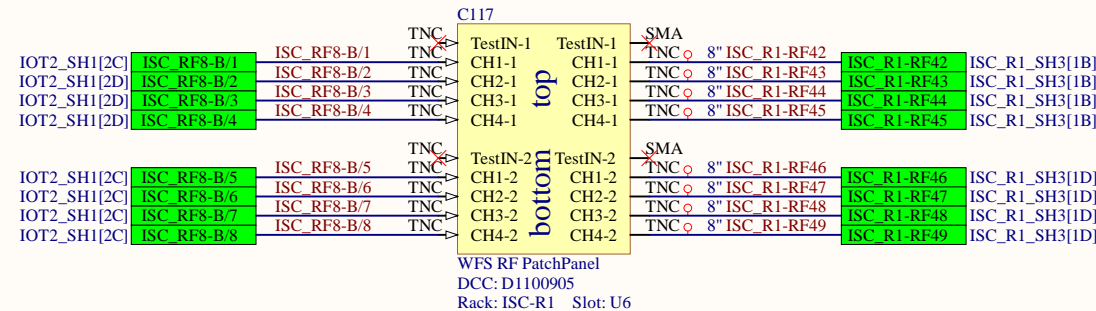 C117
TNC TestIN-1 TestIN-1 SMA
IOT2_SH1[2C] ISC_RF8-B/1 ISC_RF8-B/1 TNC CH1-1 CH1-1 TNC 8" ISC_R1-RF42 ISC_R1-RF42 ISC_R1_SH3[1B]
IOT2_SH1[2D] ISC_RF8-B/2 ISC_RF8-B/2 TNC CH2-1 CH2-1 TNC 8" ISC_R1-RF43 ISC_R1-RF43 ISC_R1_SH3[1B]
IOT2_SH1[2D] ISC_RF8-B/3 ISC_RF8-B/3 TNC CH3-1 CH3-1 TNC 8" ISC_R1-RF44 ISC_R1-RF44 ISC_R1_SH3[1B]
IOT2_SH1[2D] ISC_RF8-B/4 ISC_RF8-B/4 TNC CH4-1 CH4-1 TNC 8" ISC_R1-RF45 ISC_R1-RF45 ISC_R1_SH3[1B]
top
TNC TestIN-2 TestIN-2 SMA
IOT2_SH1[2C] ISC_RF8-B/5 ISC_RF8-B/5 TNC CH1-2 CH1-2 TNC 8" ISC_R1-RF46 ISC_R1-RF46 ISC_R1_SH3[1D]
IOT2_SH1[2C] ISC_RF8-B/6 ISC_RF8-B/6 TNC CH2-2 CH2-2 TNC 8" ISC_R1-RF47 ISC_R1-RF47 ISC_R1_SH3[1D]
IOT2_SH1[2C] ISC_RF8-B/7 ISC_RF8-B/7 TNC CH3-2 CH3-2 TNC 8" ISC_R1-RF48 ISC_R1-RF48 ISC_R1_SH3[1D]
IOT2_SH1[2C] ISC_RF8-B/8 ISC_RF8-B/8 TNC CH4-2 CH4-2 TNC 8" ISC_R1-RF49 ISC_R1-RF49 ISC_R1_SH3[1D]
bottom
WFS RF PatchPanel
DCC: D1100905
Rack: ISC-R1 Slot: U6